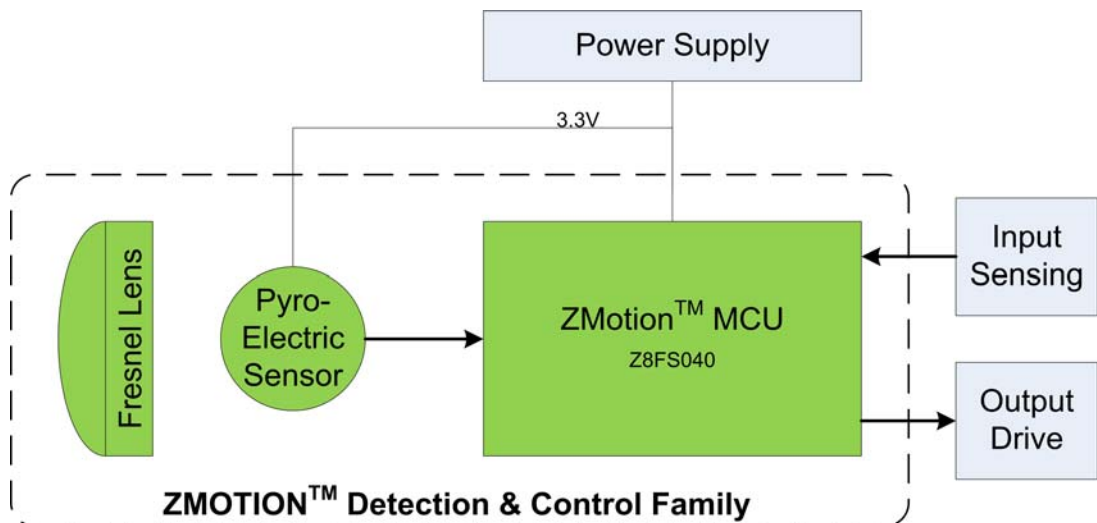 Power Supply
3.3V
Fresnel Lens
Pyro-
Electric
Sensor
ZMotion™ MCU
Z8FS040
Input
Sensing
Output
Drive
ZMOTION™ Detection & Control Family